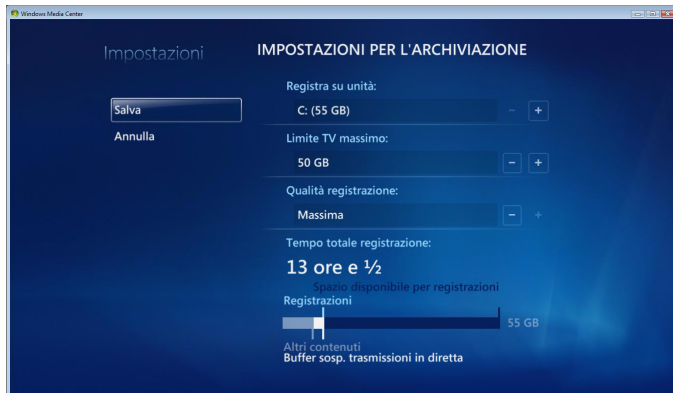 Windows Media Center
Impostazioni
IMPOSTAZIONI PER L'ARCHIVIAZIONE
Salva
Annulla
Registra su unità:
C: (55 GB)
Limite TV massimo:
50 GB
Qualità registrazione:
Massima
Tempo totale registrazione:
13 ore e ½
Spazio disponibile per registrazioni
Registrazioni
55 GB
Altri contenuti
Buffer sosp. trasmissioni in diretta